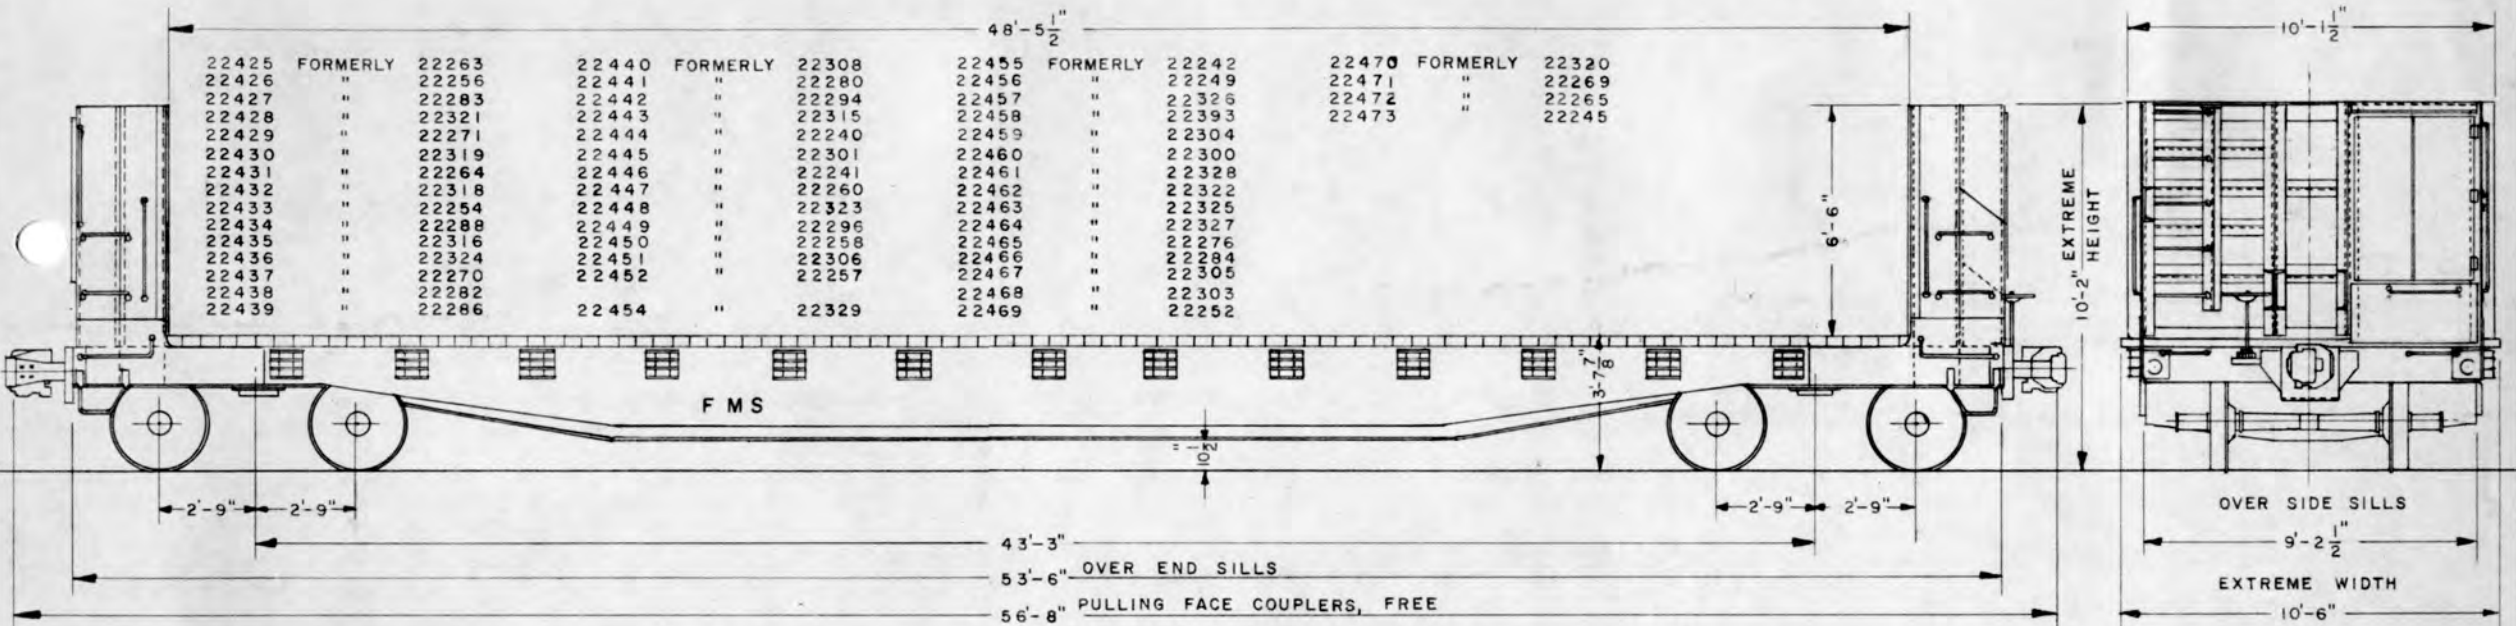 48'-5 1/2"
10'-1 1/2"
22425 FORMERLY 22263 22440 FORMERLY 22308 22455 FORMERLY 22242 22470 FORMERLY 22320
22426 " 22256 22441 " 22280 22456 " 22249 22471 " 22269
22427 " 22283 22442 " 22294 22457 " 22326 22472 " 22265
22428 " 22321 22443 " 22315 22458 " 22393 22473 " 22245
22429 " 22271 22444 " 22240 22459 " 22304
22430 " 22319 22445 " 22301 22460 " 22300
22431 " 22264 22446 " 22241 22461 " 22328
22432 " 22318 22447 " 22260 22462 " 22322
22433 " 22254 22448 " 22323 22463 " 22325
22434 " 22288 22449 " 22296 22464 " 22327
22435 " 22316 22450 " 22258 22465 " 22276
22436 " 22324 22451 " 22306 22466 " 22284
22437 " 22270 22452 " 22257 22467 " 22305
22438 " 22282 22468 " 22303
22439 " 22286 22454 " 22329 22469 " 22252
6'-6"
10'-2" EXTREME
HEIGHT
3'-7 7/8"
FMS
10 1/2"
2'-9" 2'-9" 2'-9" 2'-9"
OVER SIDE SILLS
9'-2 1/2"
43'-3"
53'-6" OVER END SILLS
EXTREME WIDTH
10'-6"
56'-8" PULLING FACE COUPLERS, FREE